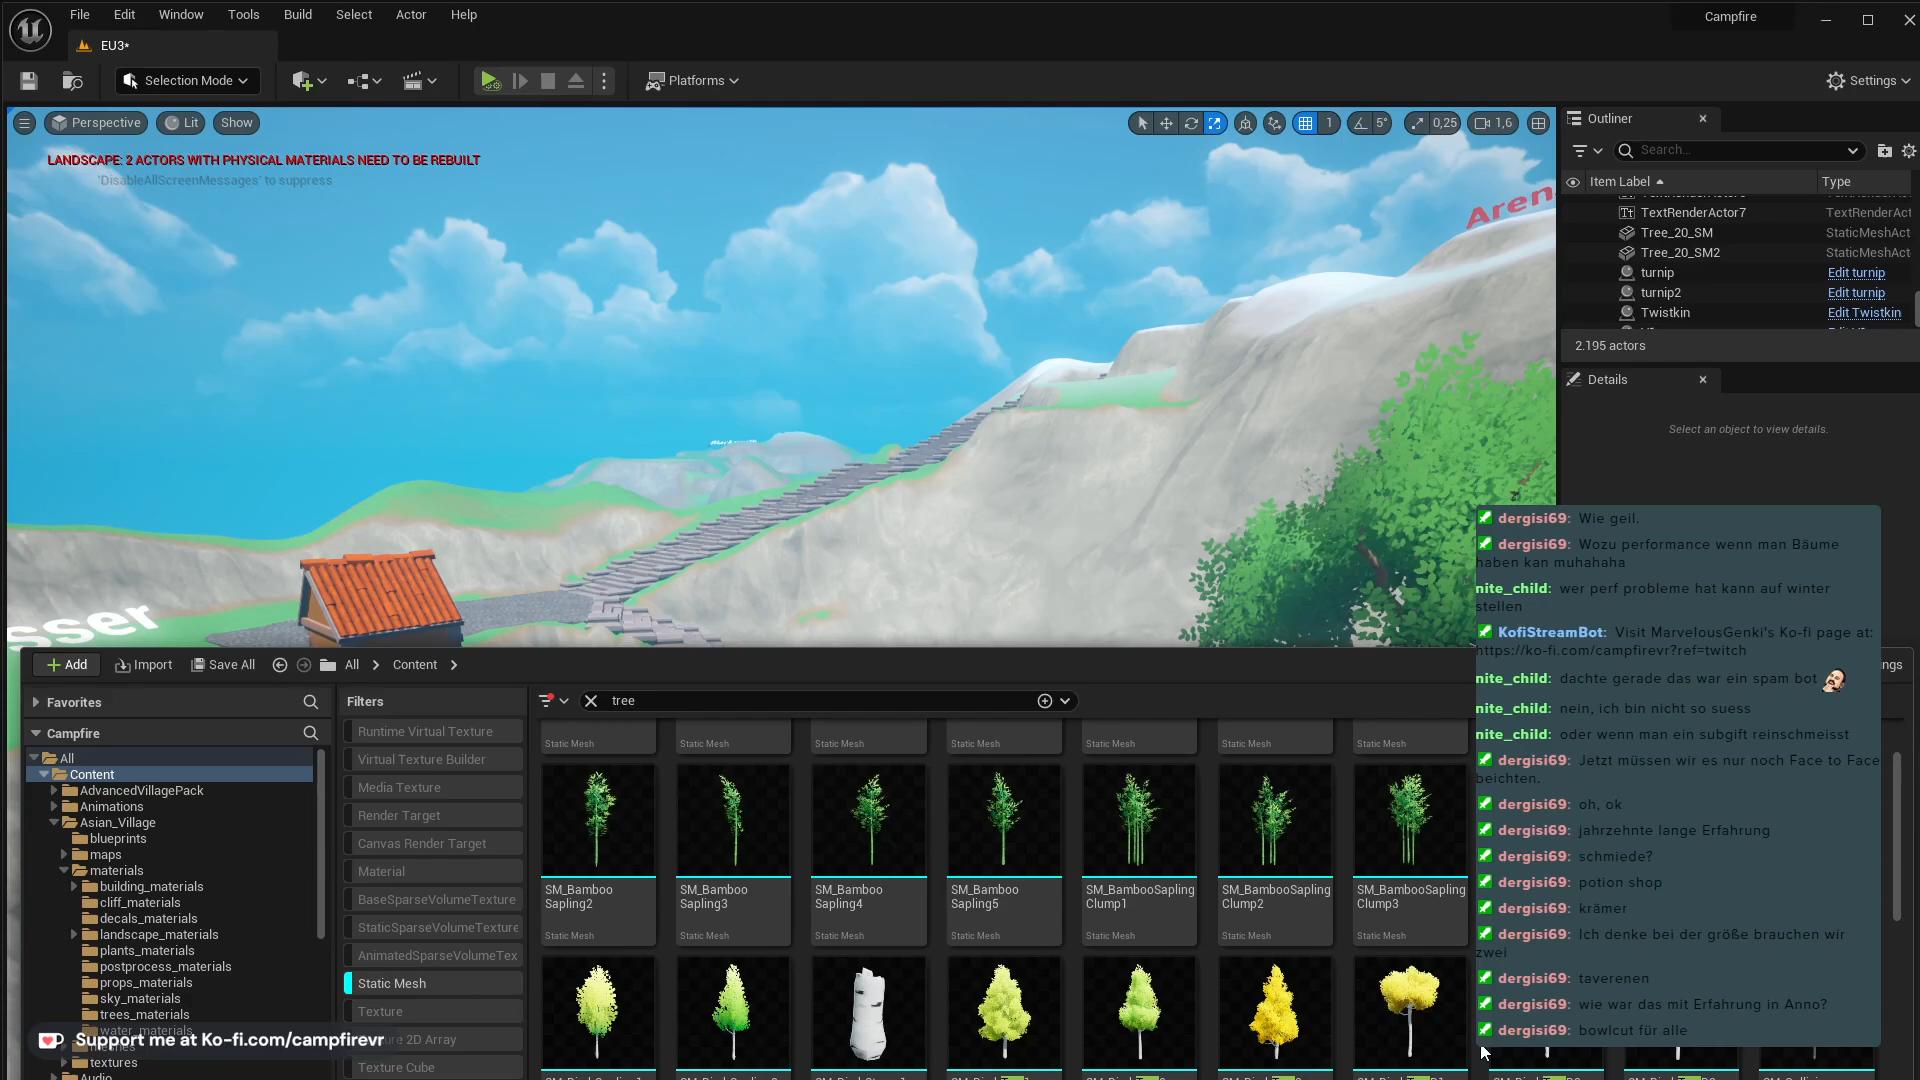 File Edit Window Tools Build Select Actor Help
Campfire
EU3*
Selection Mode
Platforms
Settings
Perspective Lit Show
1 5° 0,25 1,6
LANDSCAPE: 2 ACTORS WITH PHYSICAL MATERIALS NEED TO BE REBUILT
'DisableAllScreenMessages' to suppress
Aren
sser
Outliner
Search...
Item Label Type
TextRenderActor7 TextRenderAct
Tree_20_SM StaticMeshAct
Tree_20_SM2 StaticMeshAct
turnip Edit turnip
turnip2 Edit turnip
Twistkin Edit Twistkin
2.195 actors
Details
Select an object to view details.
dergisi69: Wie geil.
dergisi69: Wozu performance wenn man Bäume
haben kan muhahaha
nite_child: wer perf probleme hat kann auf winter
stellen
KofiStreamBot: Visit MarvelousGenki's Ko-fi page at:
https://ko-fi.com/campfirevr?ref=twitch
nite_child: dachte gerade das war ein spam bot
nite_child: nein, ich bin nicht so suess
nite_child: oder wenn man ein subgift reinschmeisst
dergisi69: Jetzt müssen wir es nur noch Face to Face
beichten.
dergisi69: oh, ok
dergisi69: jahrzehnte lange Erfahrung
dergisi69: schmiede?
dergisi69: potion shop
dergisi69: krämer
dergisi69: Ich denke bei der größe brauchen wir
zwei
dergisi69: taverenen
dergisi69: wie war das mit Erfahrung in Anno?
dergisi69: bowlcut für alle
Add Import Save All All Content
ngs
Favorites
Campfire
All
Content
AdvancedVillagePack
Animations
Asian_Village
blueprints
maps
materials
building_materials
cliff_materials
decals_materials
landscape_materials
plants_materials
postprocess_materials
props_materials
sky_materials
trees_materials
water_materials
textures
Audio
Support me at Ko-fi.com/campfirevr
Filters
Runtime Virtual Texture
Virtual Texture Builder
Media Texture
Render Target
Canvas Render Target
Material
BaseSparseVolumeTexture
StaticSparseVolumeTexture
AnimatedSparseVolumeTex
Static Mesh
Texture
2D Array
Texture Cube
tree
Static Mesh Static Mesh Static Mesh Static Mesh Static Mesh Static Mesh Static Mesh
SM_Bamboo SM_Bamboo SM_Bamboo SM_Bamboo SM_BambooSapling SM_BambooSapling SM_BambooSapling
Sapling2 Sapling3 Sapling4 Sapling5 Clump1 Clump2 Clump3
Static Mesh Static Mesh Static Mesh Static Mesh Static Mesh Static Mesh Static Mesh